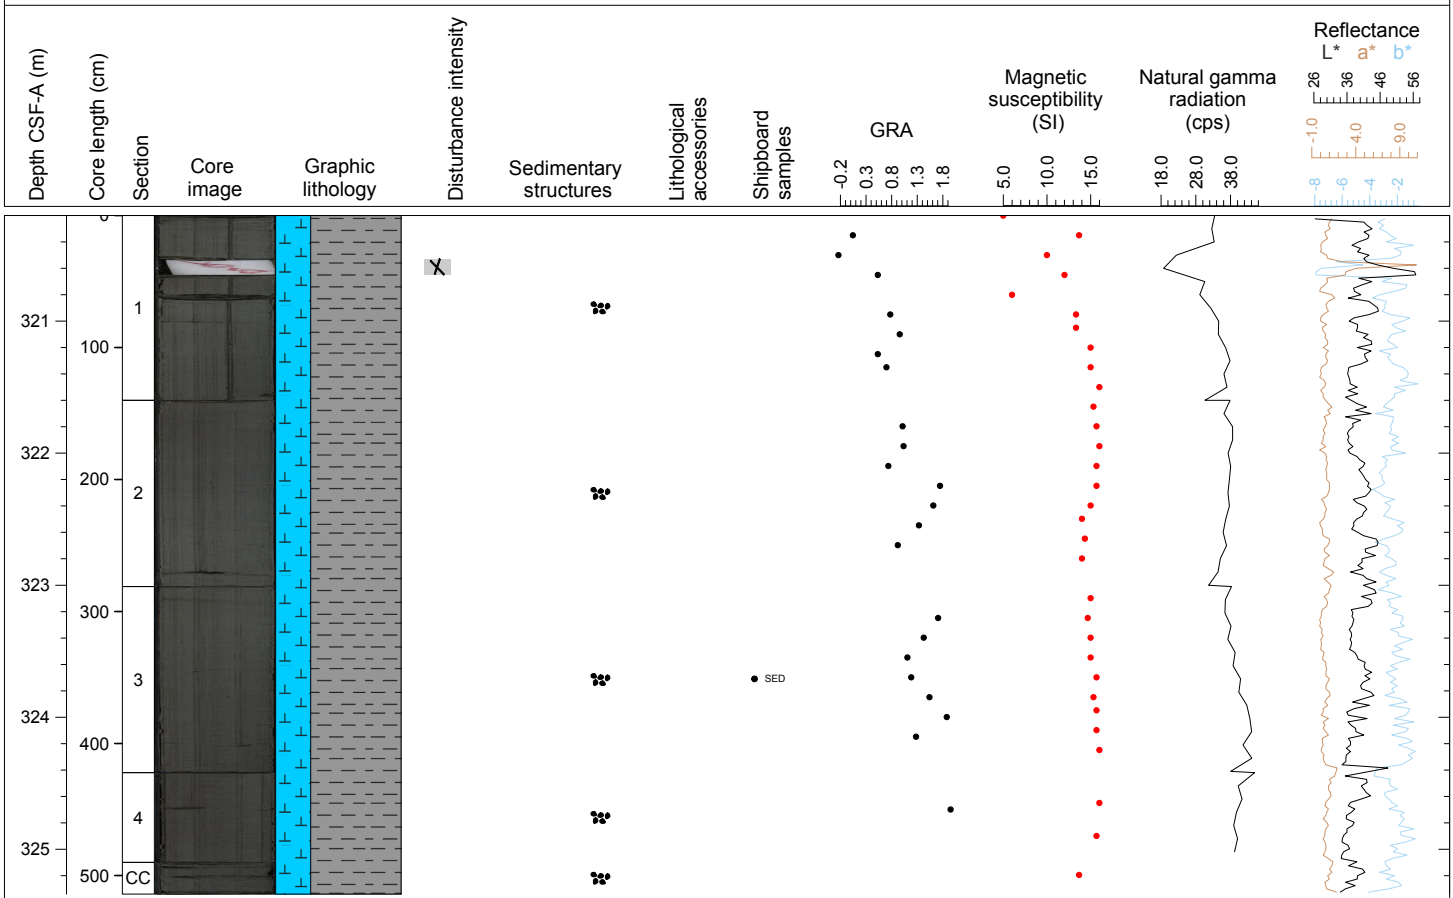 Depth CSF-A (m)
Core length (cm)
Section
Core
image
Graphic
lithology
Disturbance intensity
Sedimentary
structures
Lithological
accessories
Shipboard
samples
GRA
-0.2 0.3 0.8 1.3 1.8
Magnetic
susceptibility
(SI)
5.0 10.0 15.0
Natural gamma
radiation
(cps)
18.0 28.0 38.0
Reflectance
L* a* b*
26 36 46 56
-1.0 4.0 9.0
-8 -6 -4 -2
0
1
321
100
322
200
2
323
300
3
SED
324
400
4
325
500
CC